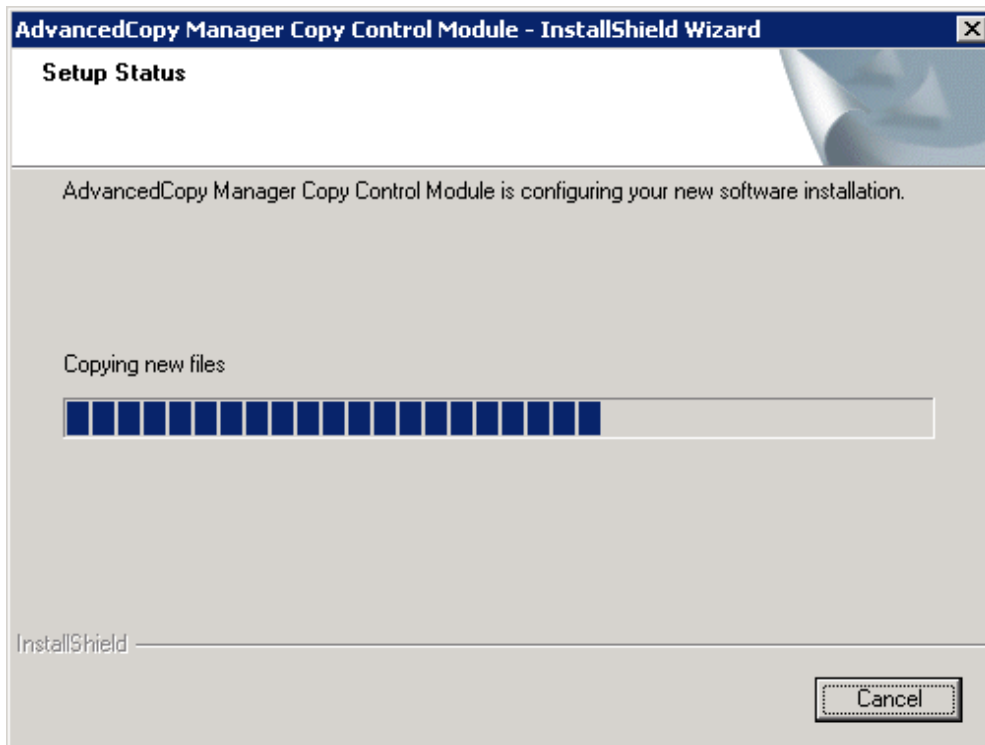 AdvancedCopy Manager Copy Control Module - InstallShield Wizard
Setup Status
AdvancedCopy Manager Copy Control Module is configuring your new software installation.
Copying new files
InstallShield
Cancel